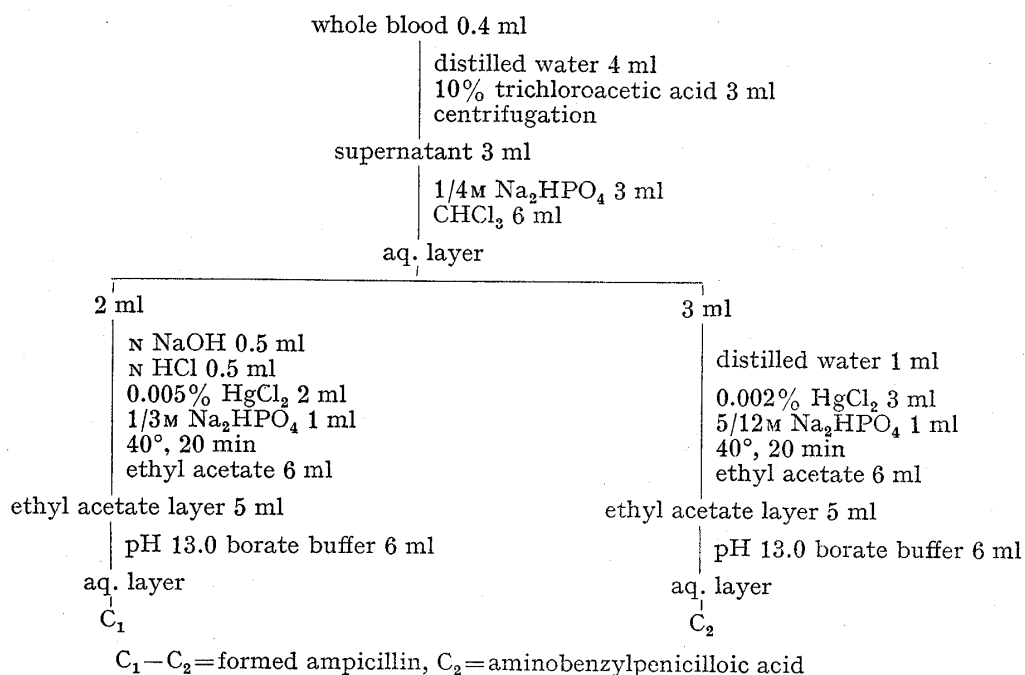 whole blood 0.4 ml
distilled water 4 ml
10% trichloroacetic acid 3 ml
centrifugation
supernatant 3 ml
1/4M Na₂HPO₄ 3 ml
CHCl₃ 6 ml
aq. layer
2 ml
N NaOH 0.5 ml
N HCl 0.5 ml
0.005% HgCl₂ 2 ml
1/3M Na₂HPO₄ 1 ml
40°, 20 min
ethyl acetate 6 ml
ethyl acetate layer 5 ml
pH 13.0 borate buffer 6 ml
aq. layer
C₁
3 ml
distilled water 1 ml
0.002% HgCl₂ 3 ml
5/12M Na₂HPO₄ 1 ml
40°, 20 min
ethyl acetate 6 ml
ethyl acetate layer 5 ml
pH 13.0 borate buffer 6 ml
aq. layer
C₂
C₁−C₂=formed ampicillin, C₂=aminobenzylpenicilloic acid